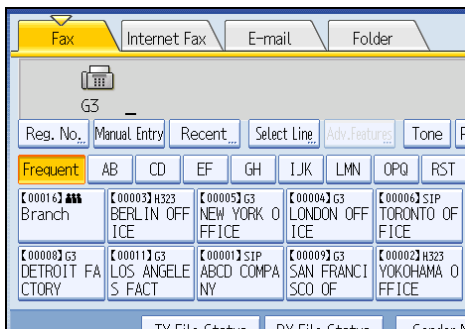 Fax Internet Fax E-mail Folder
G3 _
Reg. No. Manual Entry Recent Select Line Adv.Features Tone
Frequent AB CD EF GH IJK LMN OPQ RST
【00016】 【00003】H323 【00005】G3 【00004】G3 【00006】SIP
Branch BERLIN OFF NEW YORK O LONDON OFF TORONTO OF
ICE FFICE ICE FICE
【00008】G3 【00011】G3 【00001】SIP 【00009】G3 【00002】H323
DETROIT FA LOS ANGELE ABCD COMPA SAN FRANCI YOKOHAMA O
CTORY S FACT NY SCO OF FFICE
TX File Status RX File Status